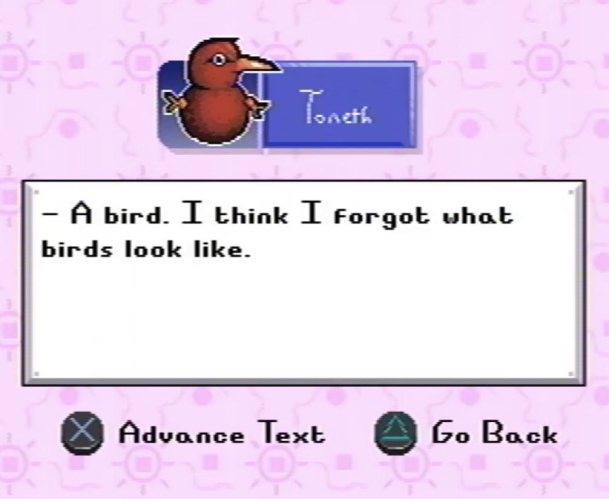 Toneth
- A bird. I think I forgot what
birds look like.
Advance Text Go Back